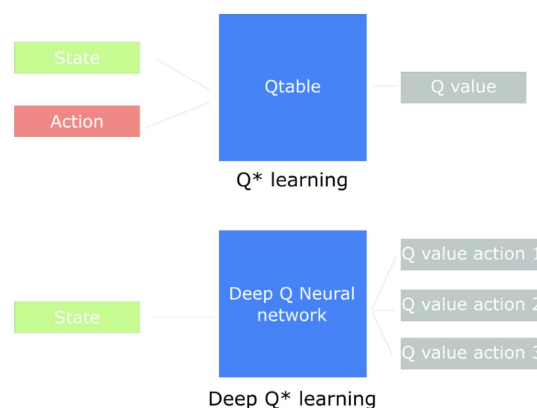 State
Action
Qtable
Q value
Q* learning
State
Deep Q Neural
network
Q value action 1
Q value action 2
Q value action 3
Deep Q* learning